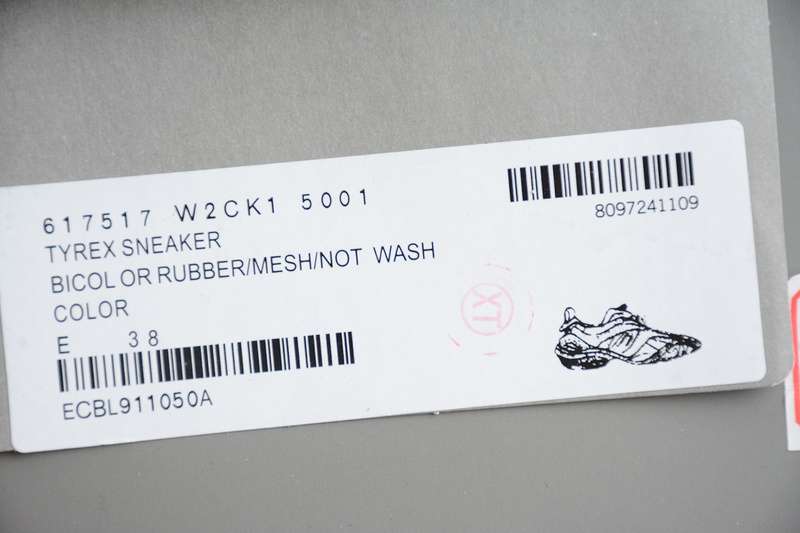 617517 W2CK1 5001
TYREX SNEAKER
BICOLOR RUBBER/MESH/NOT WASH
COLOR
E 38
ECBL911050A
8097241109
XT